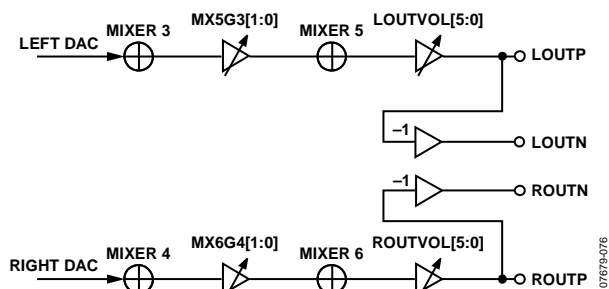 MIXER 3 MX5G3[1:0] MIXER 5 LOUTVOL[5:0]
LEFT DAC LOUTP
–1 LOUTN
–1 ROUTN
MIXER 4 MX6G4[1:0] MIXER 6 ROUTVOL[5:0]
RIGHT DAC ROUTP
07679-076